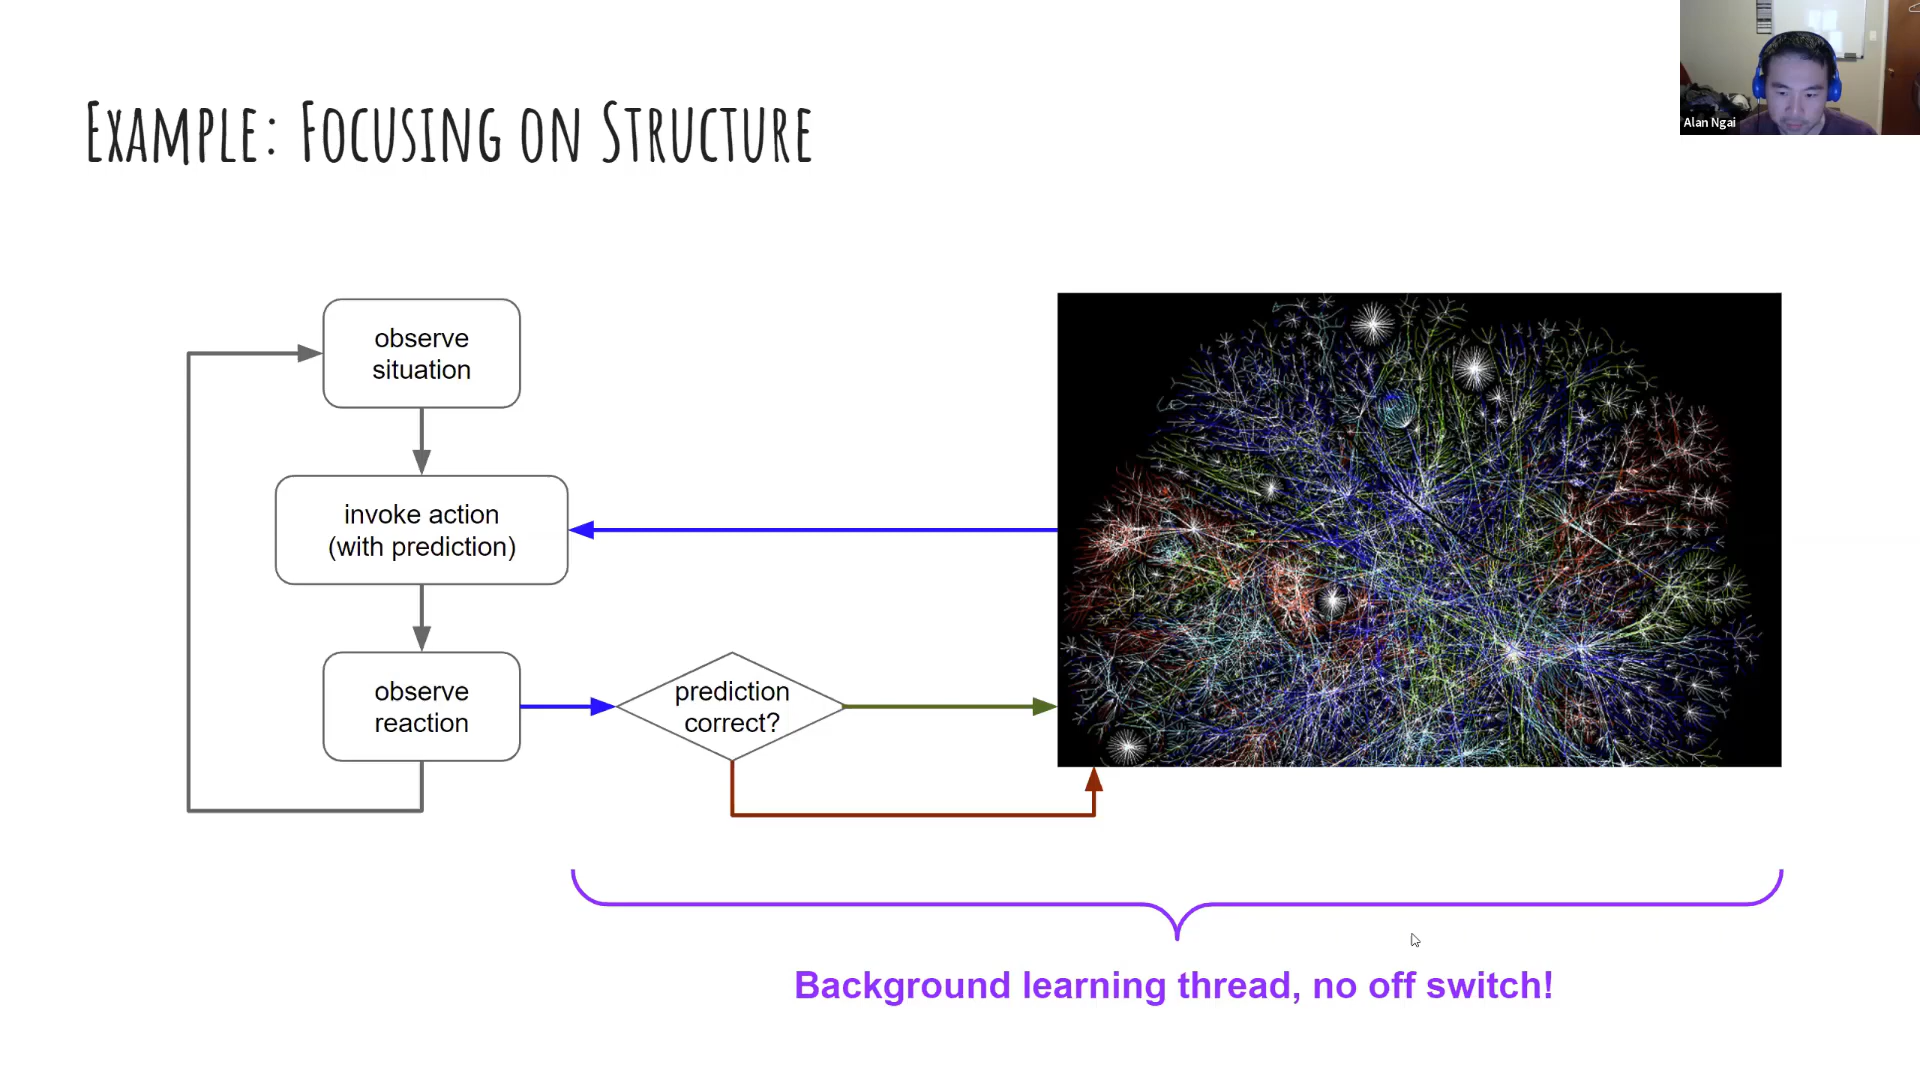 Example: Focusing on Structure
Alan Ngai
observe
situation
invoke action
(with prediction)
observe
reaction
prediction
correct?
Background learning thread, no off switch!